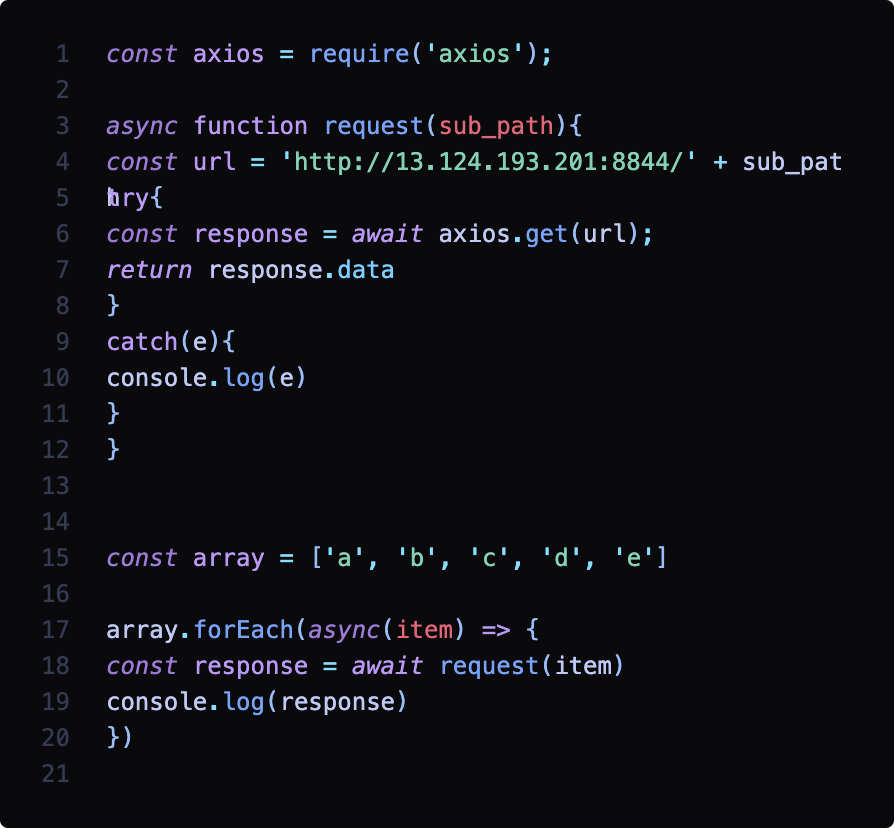 1 const axios = require('axios');
2
3 async function request(sub_path){
4 const url = 'http://13.124.193.201:8844/' + sub_path
5 try{
6 const response = await axios.get(url);
7 return response.data
8 }
9 catch(e){
10 console.log(e)
11 }
12 }
13
14
15 const array = ['a', 'b', 'c', 'd', 'e']
16
17 array.forEach(async(item) => {
18 const response = await request(item)
19 console.log(response)
20 })
21